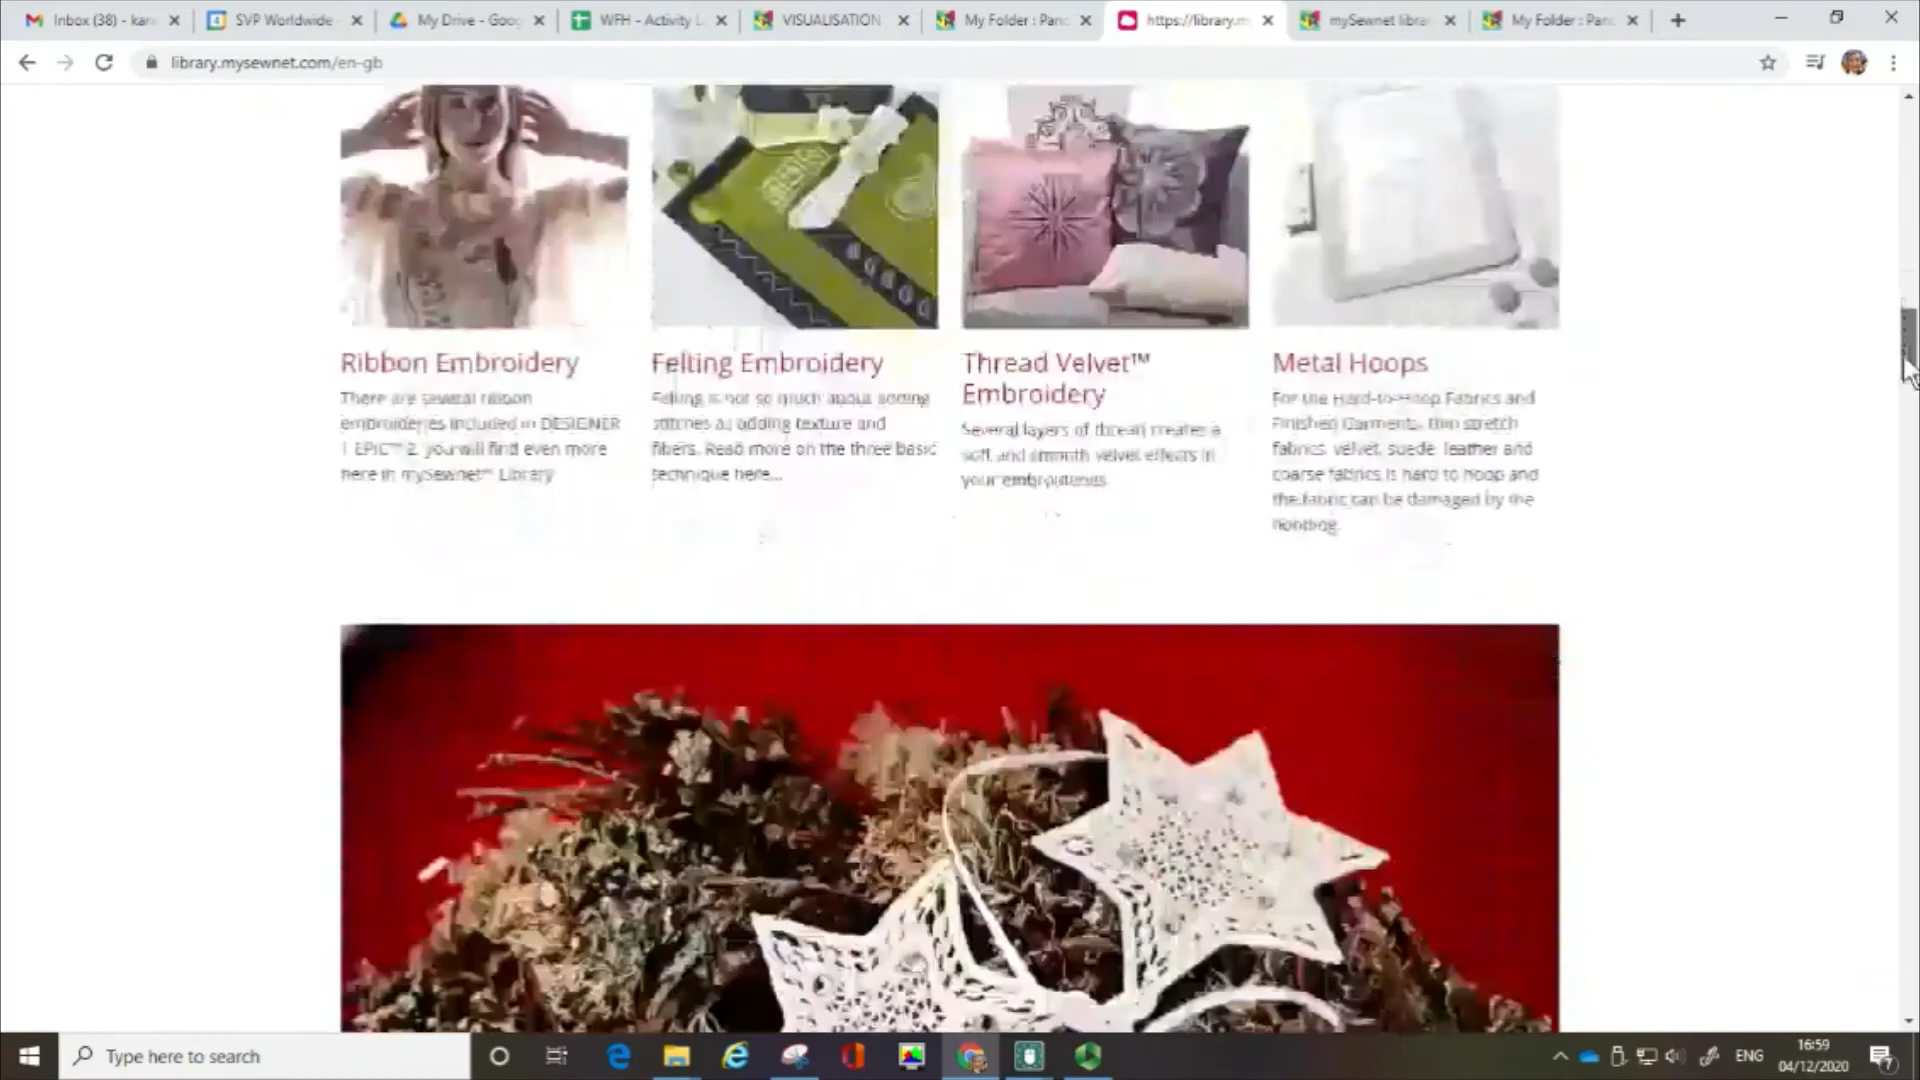 Inbox (38) - kar
SVP Worldwide
My Drive - Goog
WFH - Activity L
VISUALISATION
My Folder : Panc
https://library.m
mySewnet librar
My Folder : Panc
library.mysewnet.com/en-gb
Ribbon Embroidery
There are several ribbon
embroideries included in DESIGNER
EPIC™ 2, you will find even more
here in mySewnet™ Library
Felting Embroidery
Felting is not so much about adding
stitches as adding texture and
fibers. Read more on the three basic
technique here...
Thread Velvet™
Embroidery
Several layers of thread creates a
soft and smooth velvet effects in
your embroideries.
Metal Hoops
For the Hard-to-Hoop Fabrics and
Finished Garments, thin stretch
fabrics, velvet, suede, leather and
coarse fabrics is hard to hoop and
the fabric can be damaged by the
hooping.
Type here to search
ENG
16:59
04/12/2020
7